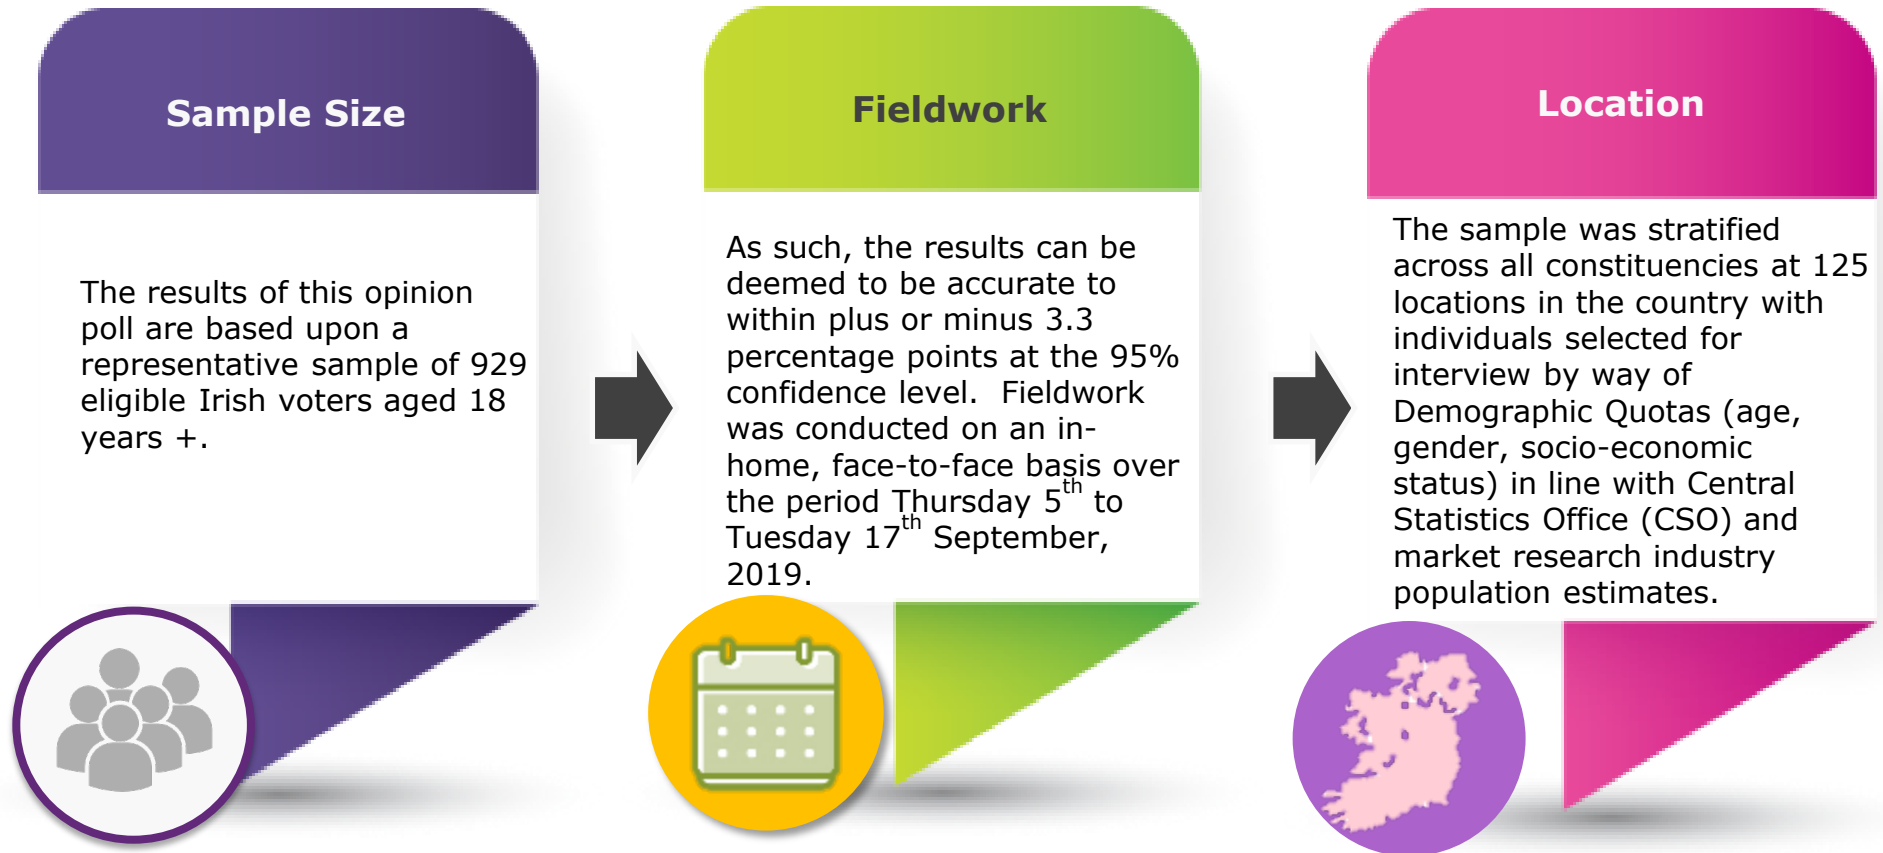 Sample Size
The results of this opinion
poll are based upon a
representative sample of 929
eligible Irish voters aged 18
years +.
Fieldwork
As such, the results can be
deemed to be accurate to
within plus or minus 3.3
percentage points at the 95%
confidence level.  Fieldwork
was conducted on an in-
home, face-to-face basis over
the period Thursday 5th to
Tuesday 17th September,
2019.
Location
The sample was stratified
across all constituencies at 125
locations in the country with
individuals selected for
interview by way of
Demographic Quotas (age,
gender, socio-economic
status) in line with Central
Statistics Office (CSO) and
market research industry
population estimates.